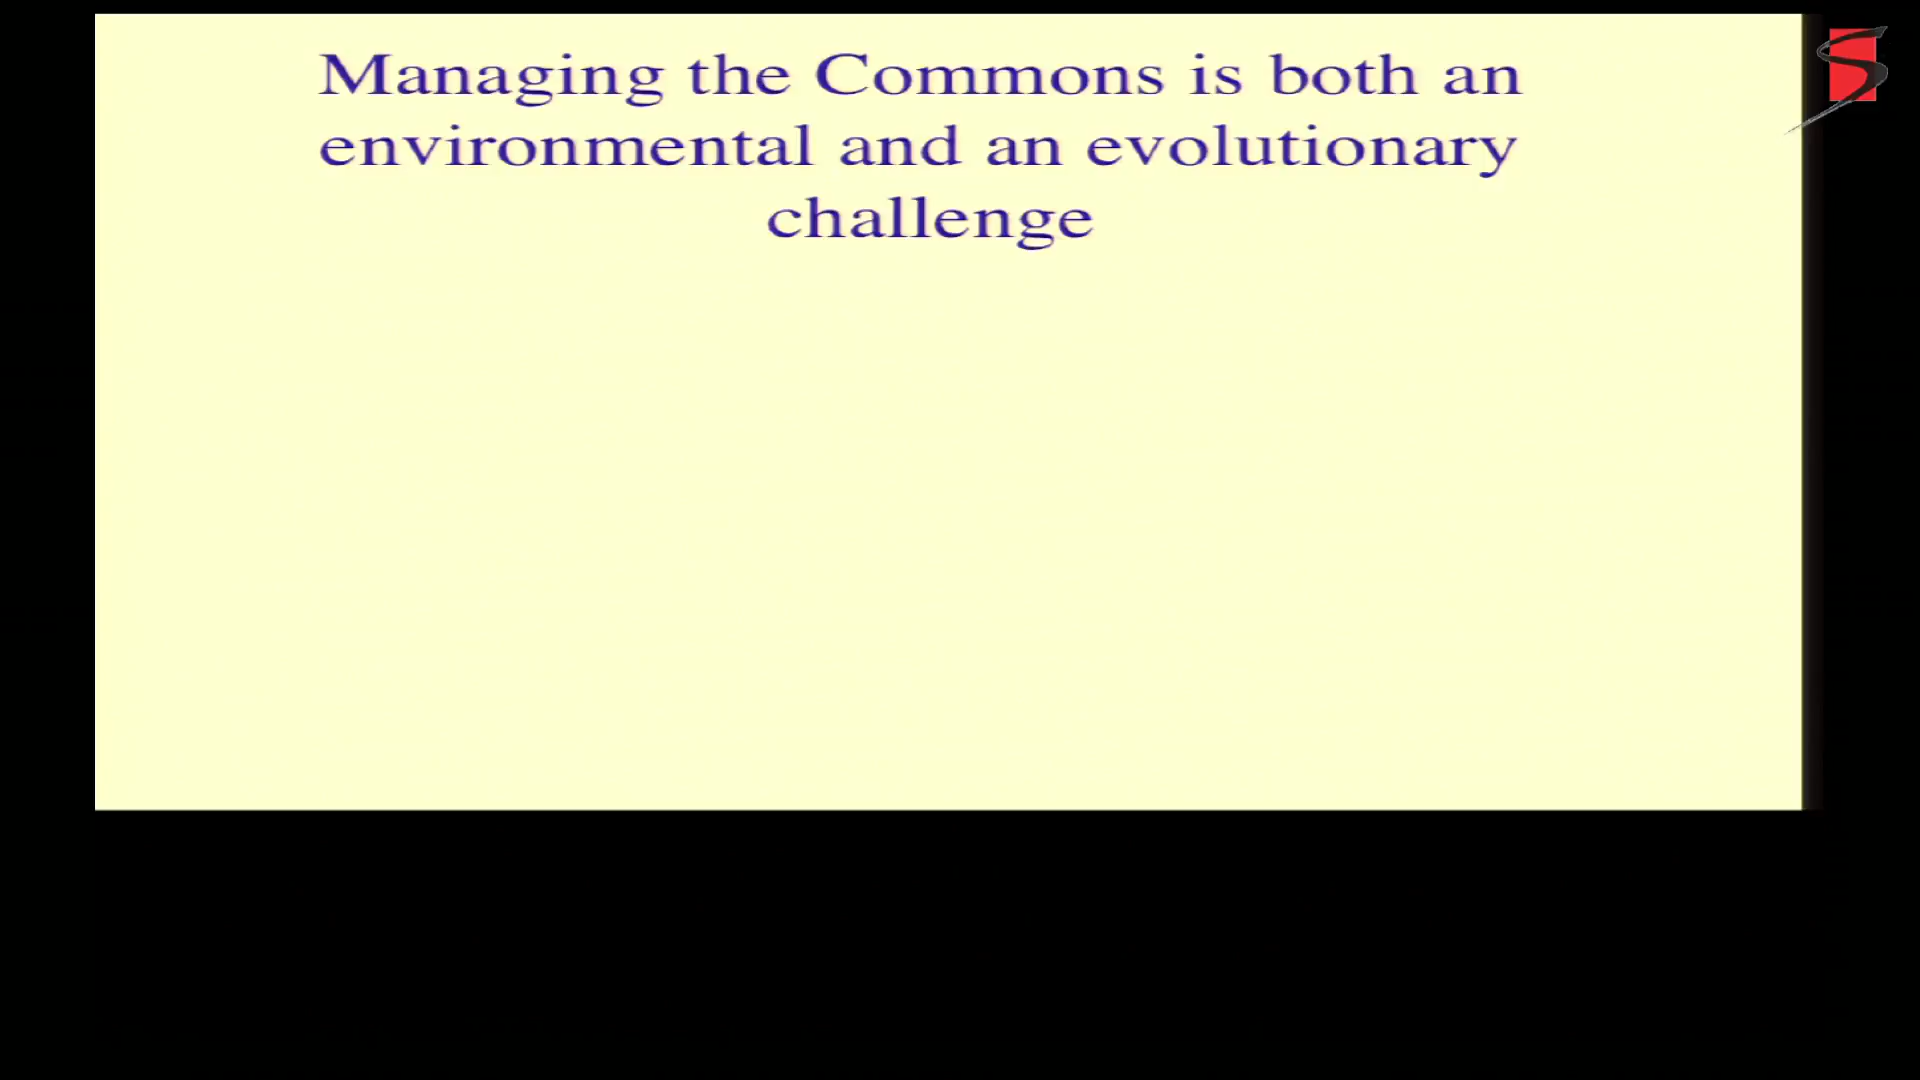 Managing the Commons is both an
environmental and an evolutionary
challenge